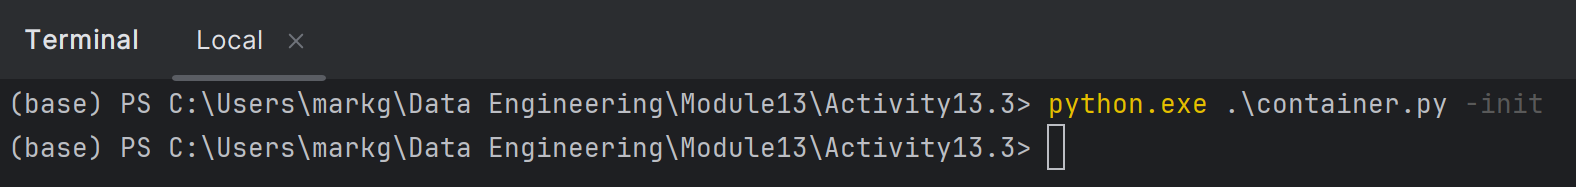 Terminal Local ×
(base) PS C:\Users\markg\Data Engineering\Module13\Activity13.3> python.exe .\container.py -init
(base) PS C:\Users\markg\Data Engineering\Module13\Activity13.3>